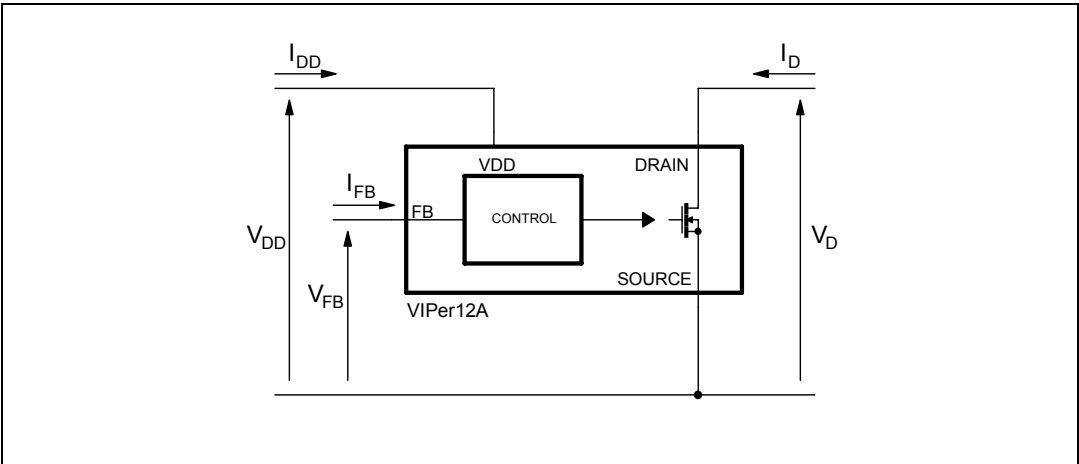 I_DD
I_D
VDD
DRAIN
I_FB
FB
CONTROL
V_DD
V_D
SOURCE
V_FB
VIPer12A